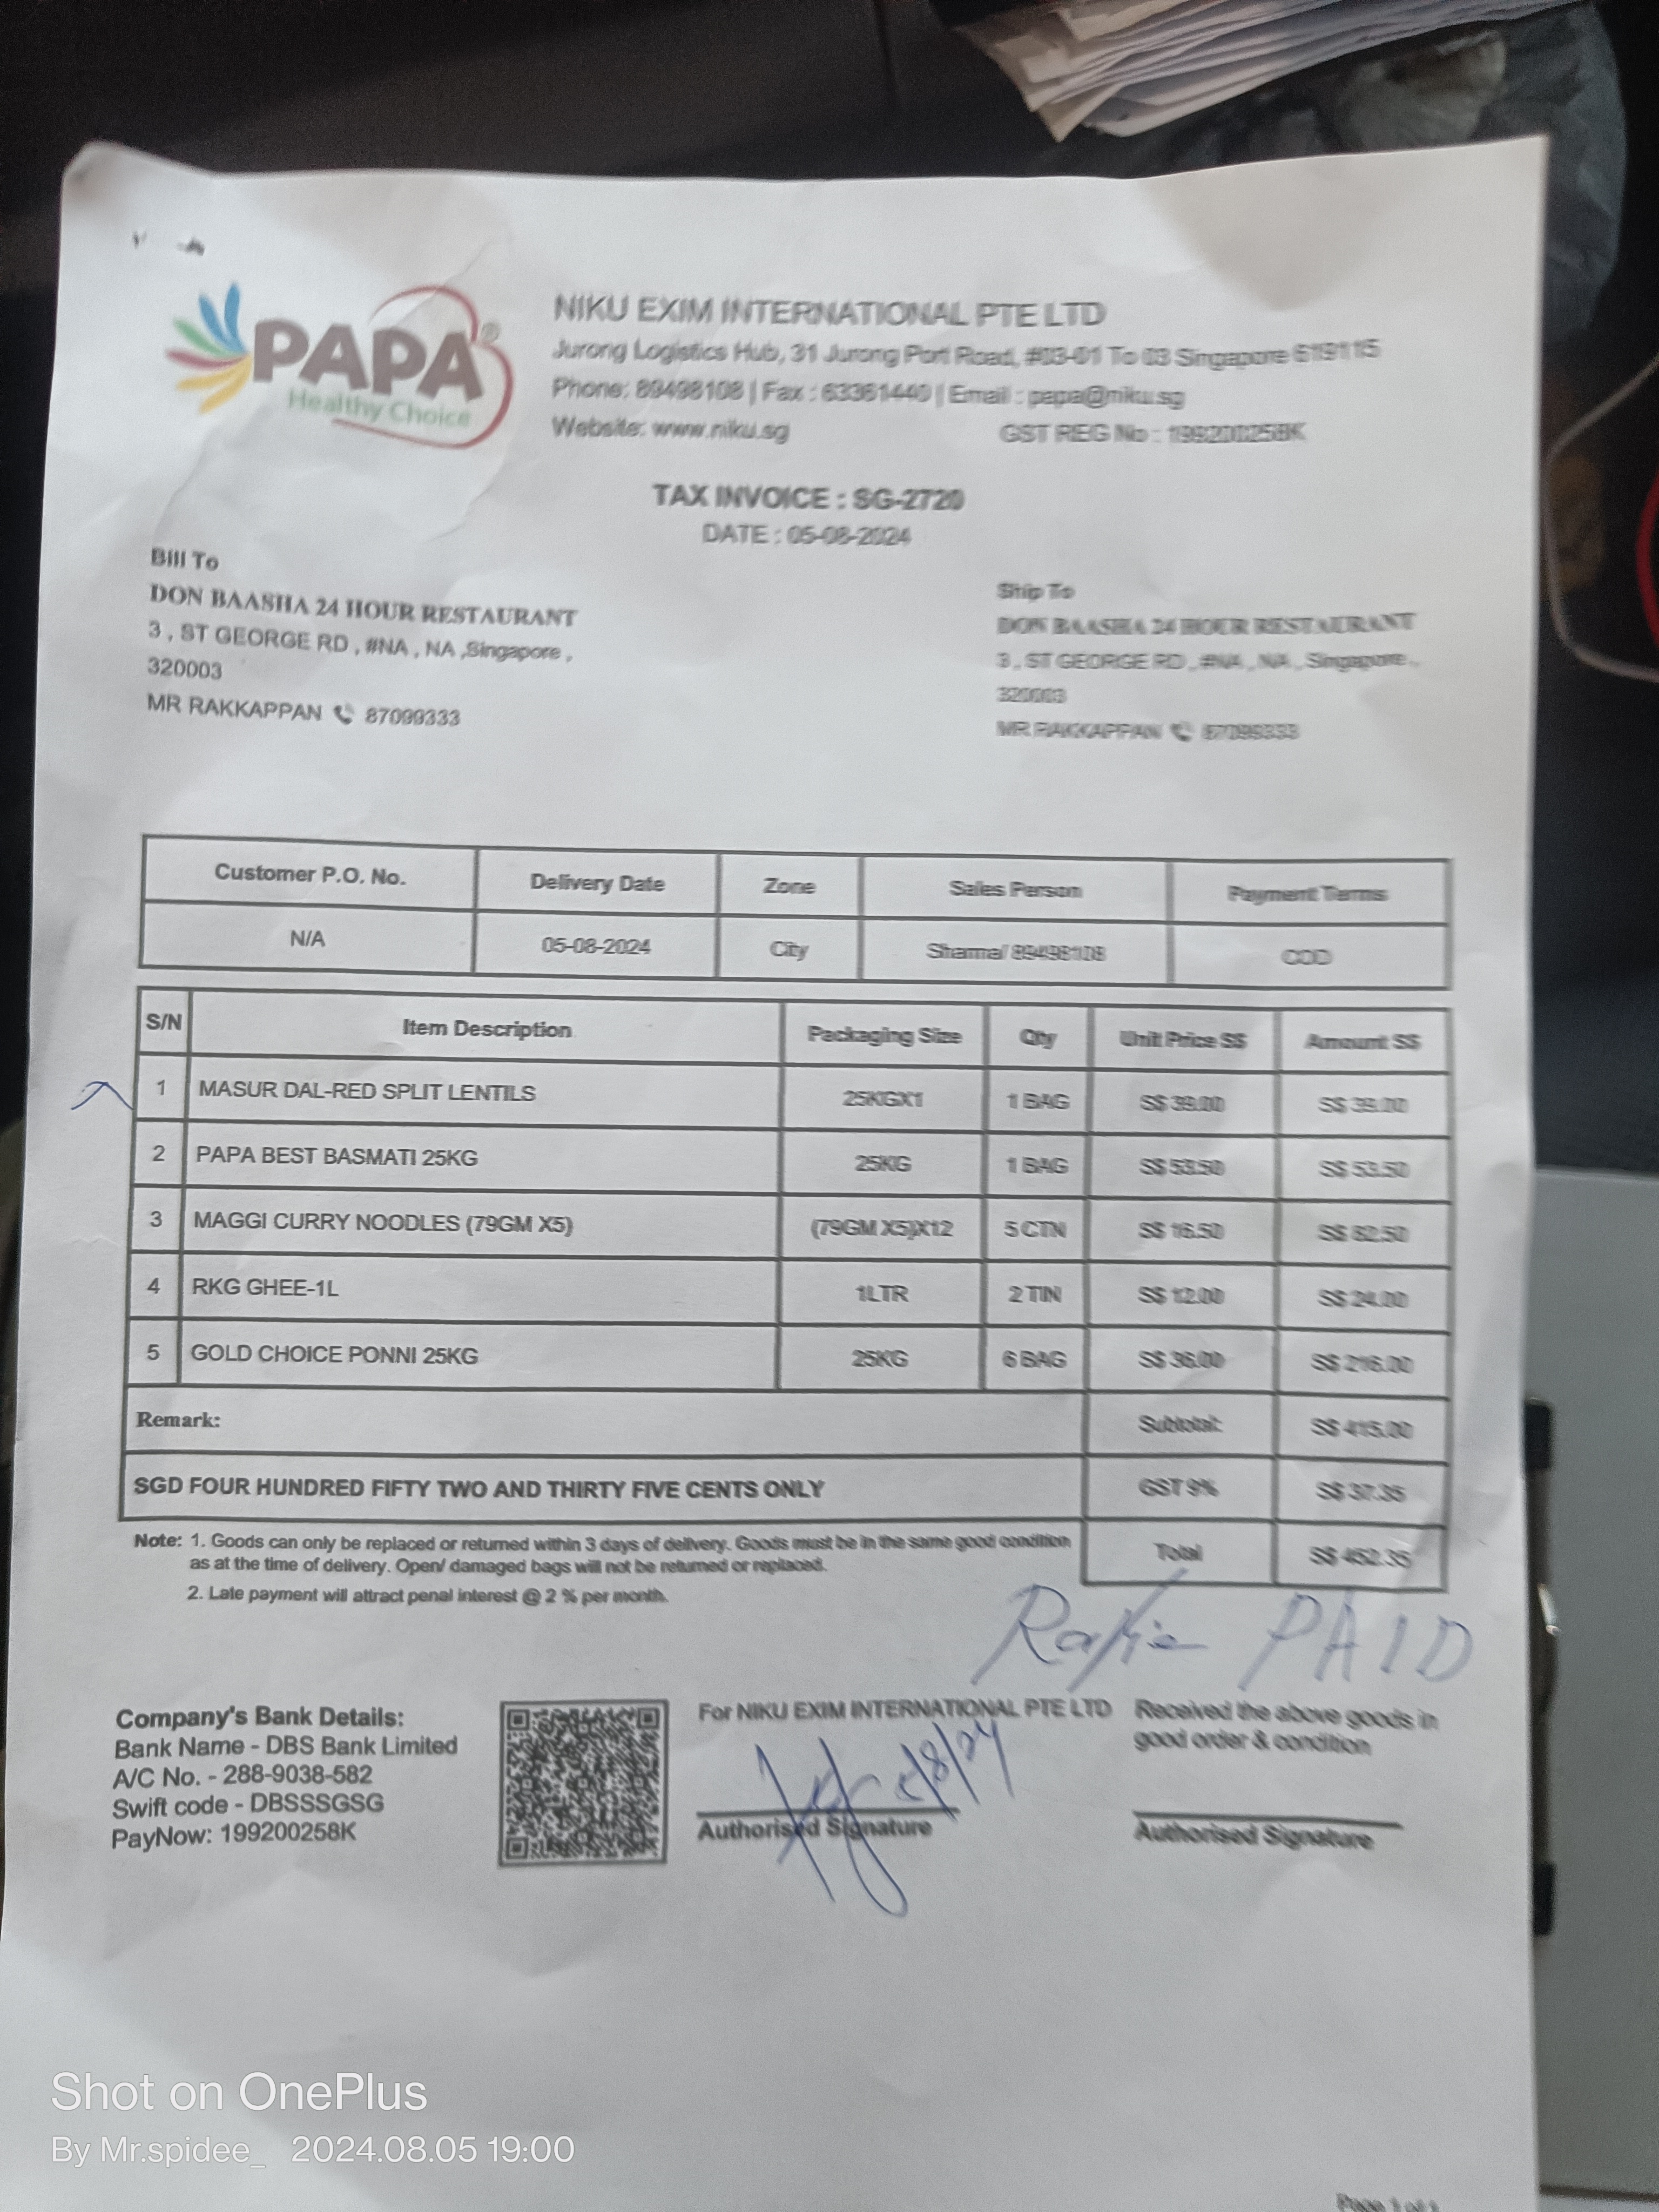 PAPA®
Healthy Choice
NIKU EXIM INTERNATIONAL PTE LTD
Jurong Logistics Hub, 31 Jurong Port Road, #03-01 To 03 Singapore 619115
Phone: 89498108 | Fax : 63361440 | Email : papa@niku.sg
Website: www.niku.sg GST REG No : 199200258K
TAX INVOICE : SG-2720
DATE : 05-08-2024
Bill To
DON BAASHA 24 HOUR RESTAURANT
3 , ST GEORGE RD , #NA , NA ,Singapore ,
320003
MR RAKKAPPAN 87099333
Ship To
DON BAASHA 24 HOUR RESTAURANT
3 , ST GEORGE RD , #NA , NA , Singapore ,
320003
MR RAKKAPPAN 87099333
Customer P.O. No. Delivery Date Zone Sales Person Payment Terms
N/A 05-08-2024 City Sharma/ 89498108 COD
S/N Item Description Packaging Size Qty Unit Price S$ Amount S$
1 MASUR DAL-RED SPLIT LENTILS 25KGX1 1 BAG S$ 39.00 S$ 39.00
2 PAPA BEST BASMATI 25KG 25KG 1 BAG S$ 53.50 S$ 53.50
3 MAGGI CURRY NOODLES (79GM X5) (79GM X5)X12 5 CTN S$ 16.50 S$ 82.50
4 RKG GHEE-1L 1LTR 2 TIN S$ 12.00 S$ 24.00
5 GOLD CHOICE PONNI 25KG 25KG 6 BAG S$ 36.00 S$ 216.00
Remark: Subtotal: S$ 415.00
SGD FOUR HUNDRED FIFTY TWO AND THIRTY FIVE CENTS ONLY GST 9% S$ 37.35
Total S$ 452.35
Note: 1. Goods can only be replaced or returned within 3 days of delivery. Goods must be in the same good condition
as at the time of delivery. Open/ damaged bags will not be returned or replaced.
2. Late payment will attract penal interest @ 2 % per month.
PAID
Company's Bank Details:
Bank Name - DBS Bank Limited
A/C No. - 288-9038-582
Swift code - DBSSSGSG
PayNow: 199200258K
For NIKU EXIM INTERNATIONAL PTE LTD
/8/24
Authorised Signature
Received the above goods in
good order & condition
Authorised Signature
Shot on OnePlus
By Mr.spidee_ 2024.08.05 19:00
Page 1 of 1